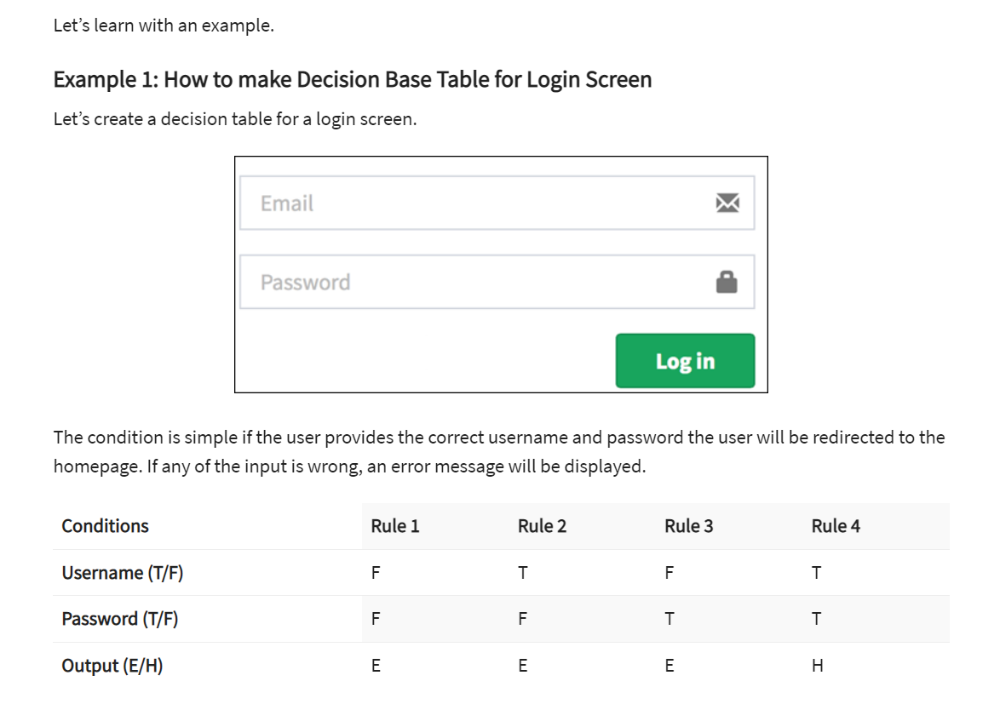 Let’s learn with an example.
Example 1: How to make Decision Base Table for Login Screen
Let’s create a decision table for a login screen.
Email
Password
Log in
The condition is simple if the user provides the correct username and password the user will be redirected to the
homepage. If any of the input is wrong, an error message will be displayed.
Conditions Rule 1 Rule 2 Rule 3 Rule 4
Username (T/F) F T F T
Password (T/F) F F T T
Output (E/H) E E E H